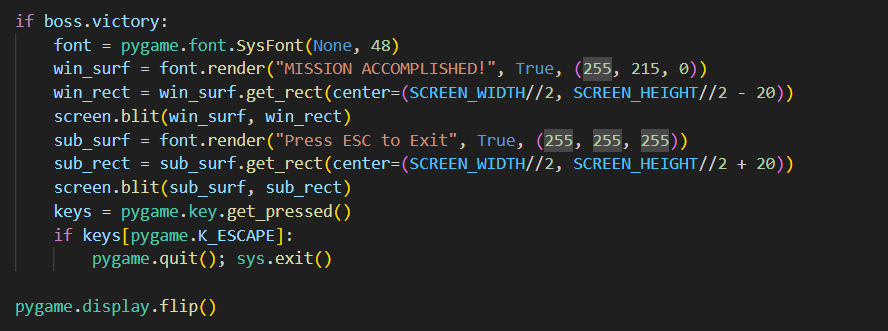 if boss.victory:
    font = pygame.font.SysFont(None, 48)
    win_surf = font.render("MISSION ACCOMPLISHED!", True, (255, 215, 0))
    win_rect = win_surf.get_rect(center=(SCREEN_WIDTH//2, SCREEN_HEIGHT//2 - 20))
    screen.blit(win_surf, win_rect)
    sub_surf = font.render("Press ESC to Exit", True, (255, 255, 255))
    sub_rect = sub_surf.get_rect(center=(SCREEN_WIDTH//2, SCREEN_HEIGHT//2 + 20))
    screen.blit(sub_surf, sub_rect)
    keys = pygame.key.get_pressed()
    if keys[pygame.K_ESCAPE]:
        pygame.quit(); sys.exit()

pygame.display.flip()